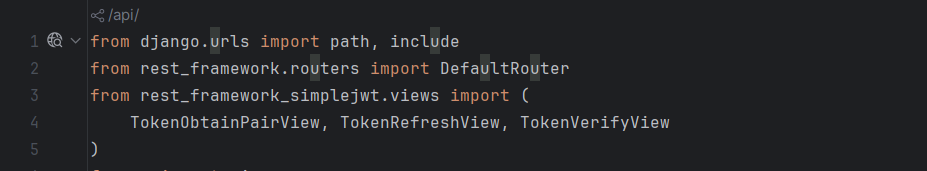 /api/
1 from django.urls import path, include
2 from rest_framework.routers import DefaultRouter
3 from rest_framework_simplejwt.views import (
4     TokenObtainPairView, TokenRefreshView, TokenVerifyView
5 )